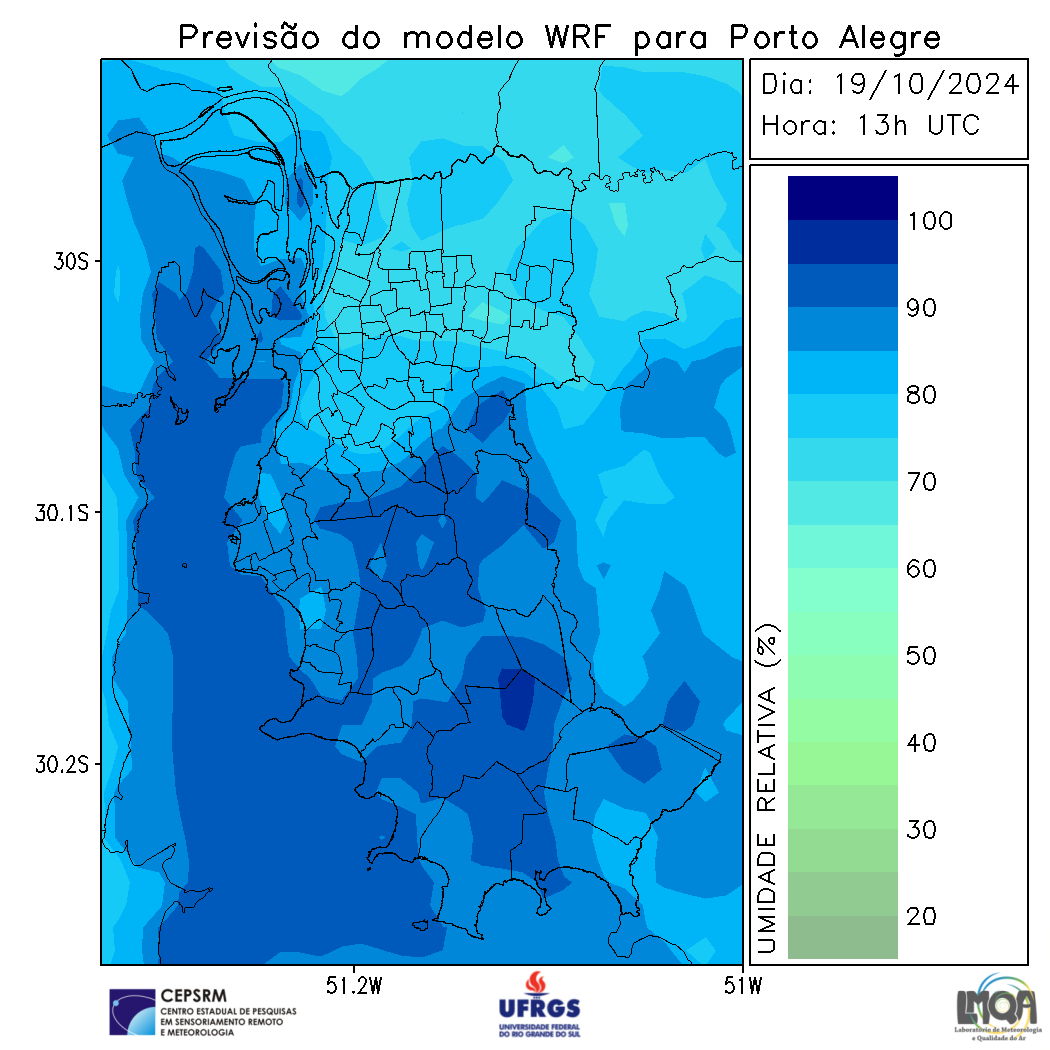 Previsão do modelo WRF para Porto Alegre
Dia: 19/10/2024
Hora: 13h UTC
30S
30.1S
30.2S
51.2W
51W
100
90
80
70
60
50
40
30
20
UMIDADE RELATIVA (%)
CEPSRM
CENTRO ESTADUAL DE PESQUISAS
EM SENSORIAMENTO REMOTO
E METEOROLOGIA
UFRGS
UNIVERSIDADE FEDERAL
DO RIO GRANDE DO SUL
LMQA
Laboratório de Meteorologia
e Qualidade do Ar